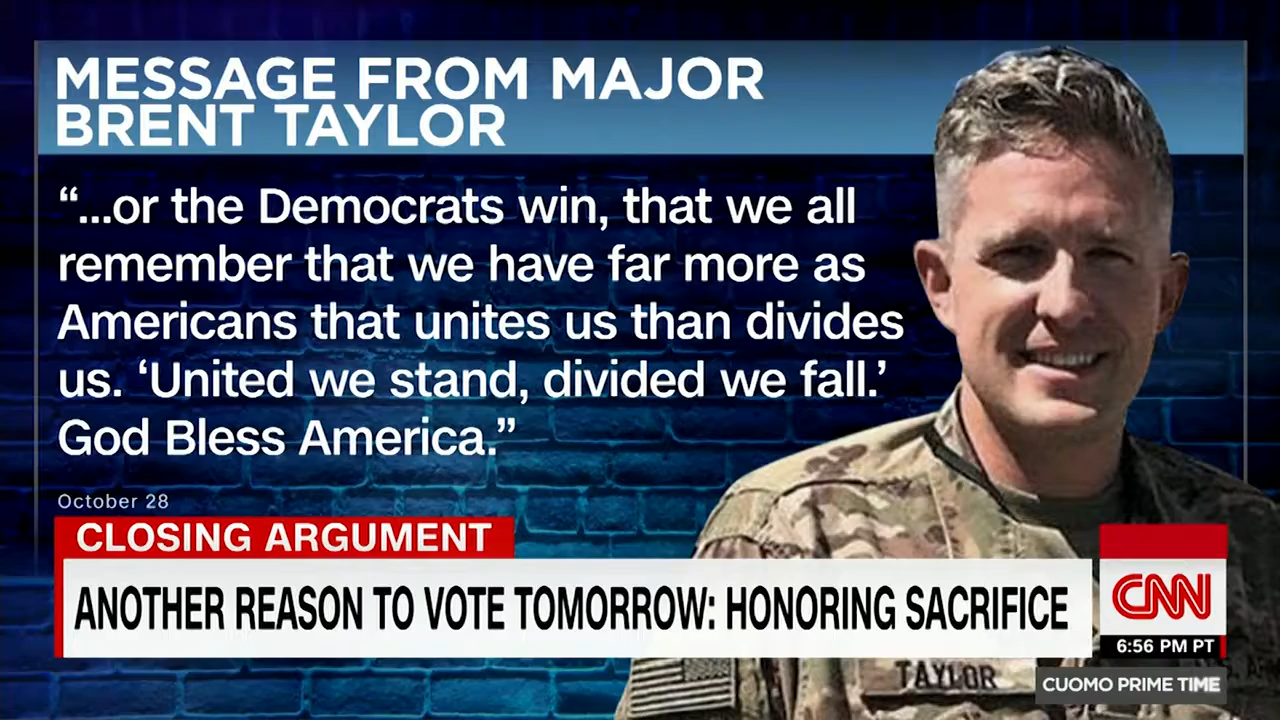 MESSAGE FROM MAJOR
BRENT TAYLOR
“...or the Democrats win, that we all
remember that we have far more as
Americans that unites us than divides
us. ‘United we stand, divided we fall.’
God Bless America.”
October 28
CLOSING ARGUMENT
ANOTHER REASON TO VOTE TOMORROW: HONORING SACRIFICE
CNN
6:56 PM PT
TAYLOR
CUOMO PRIME TIME